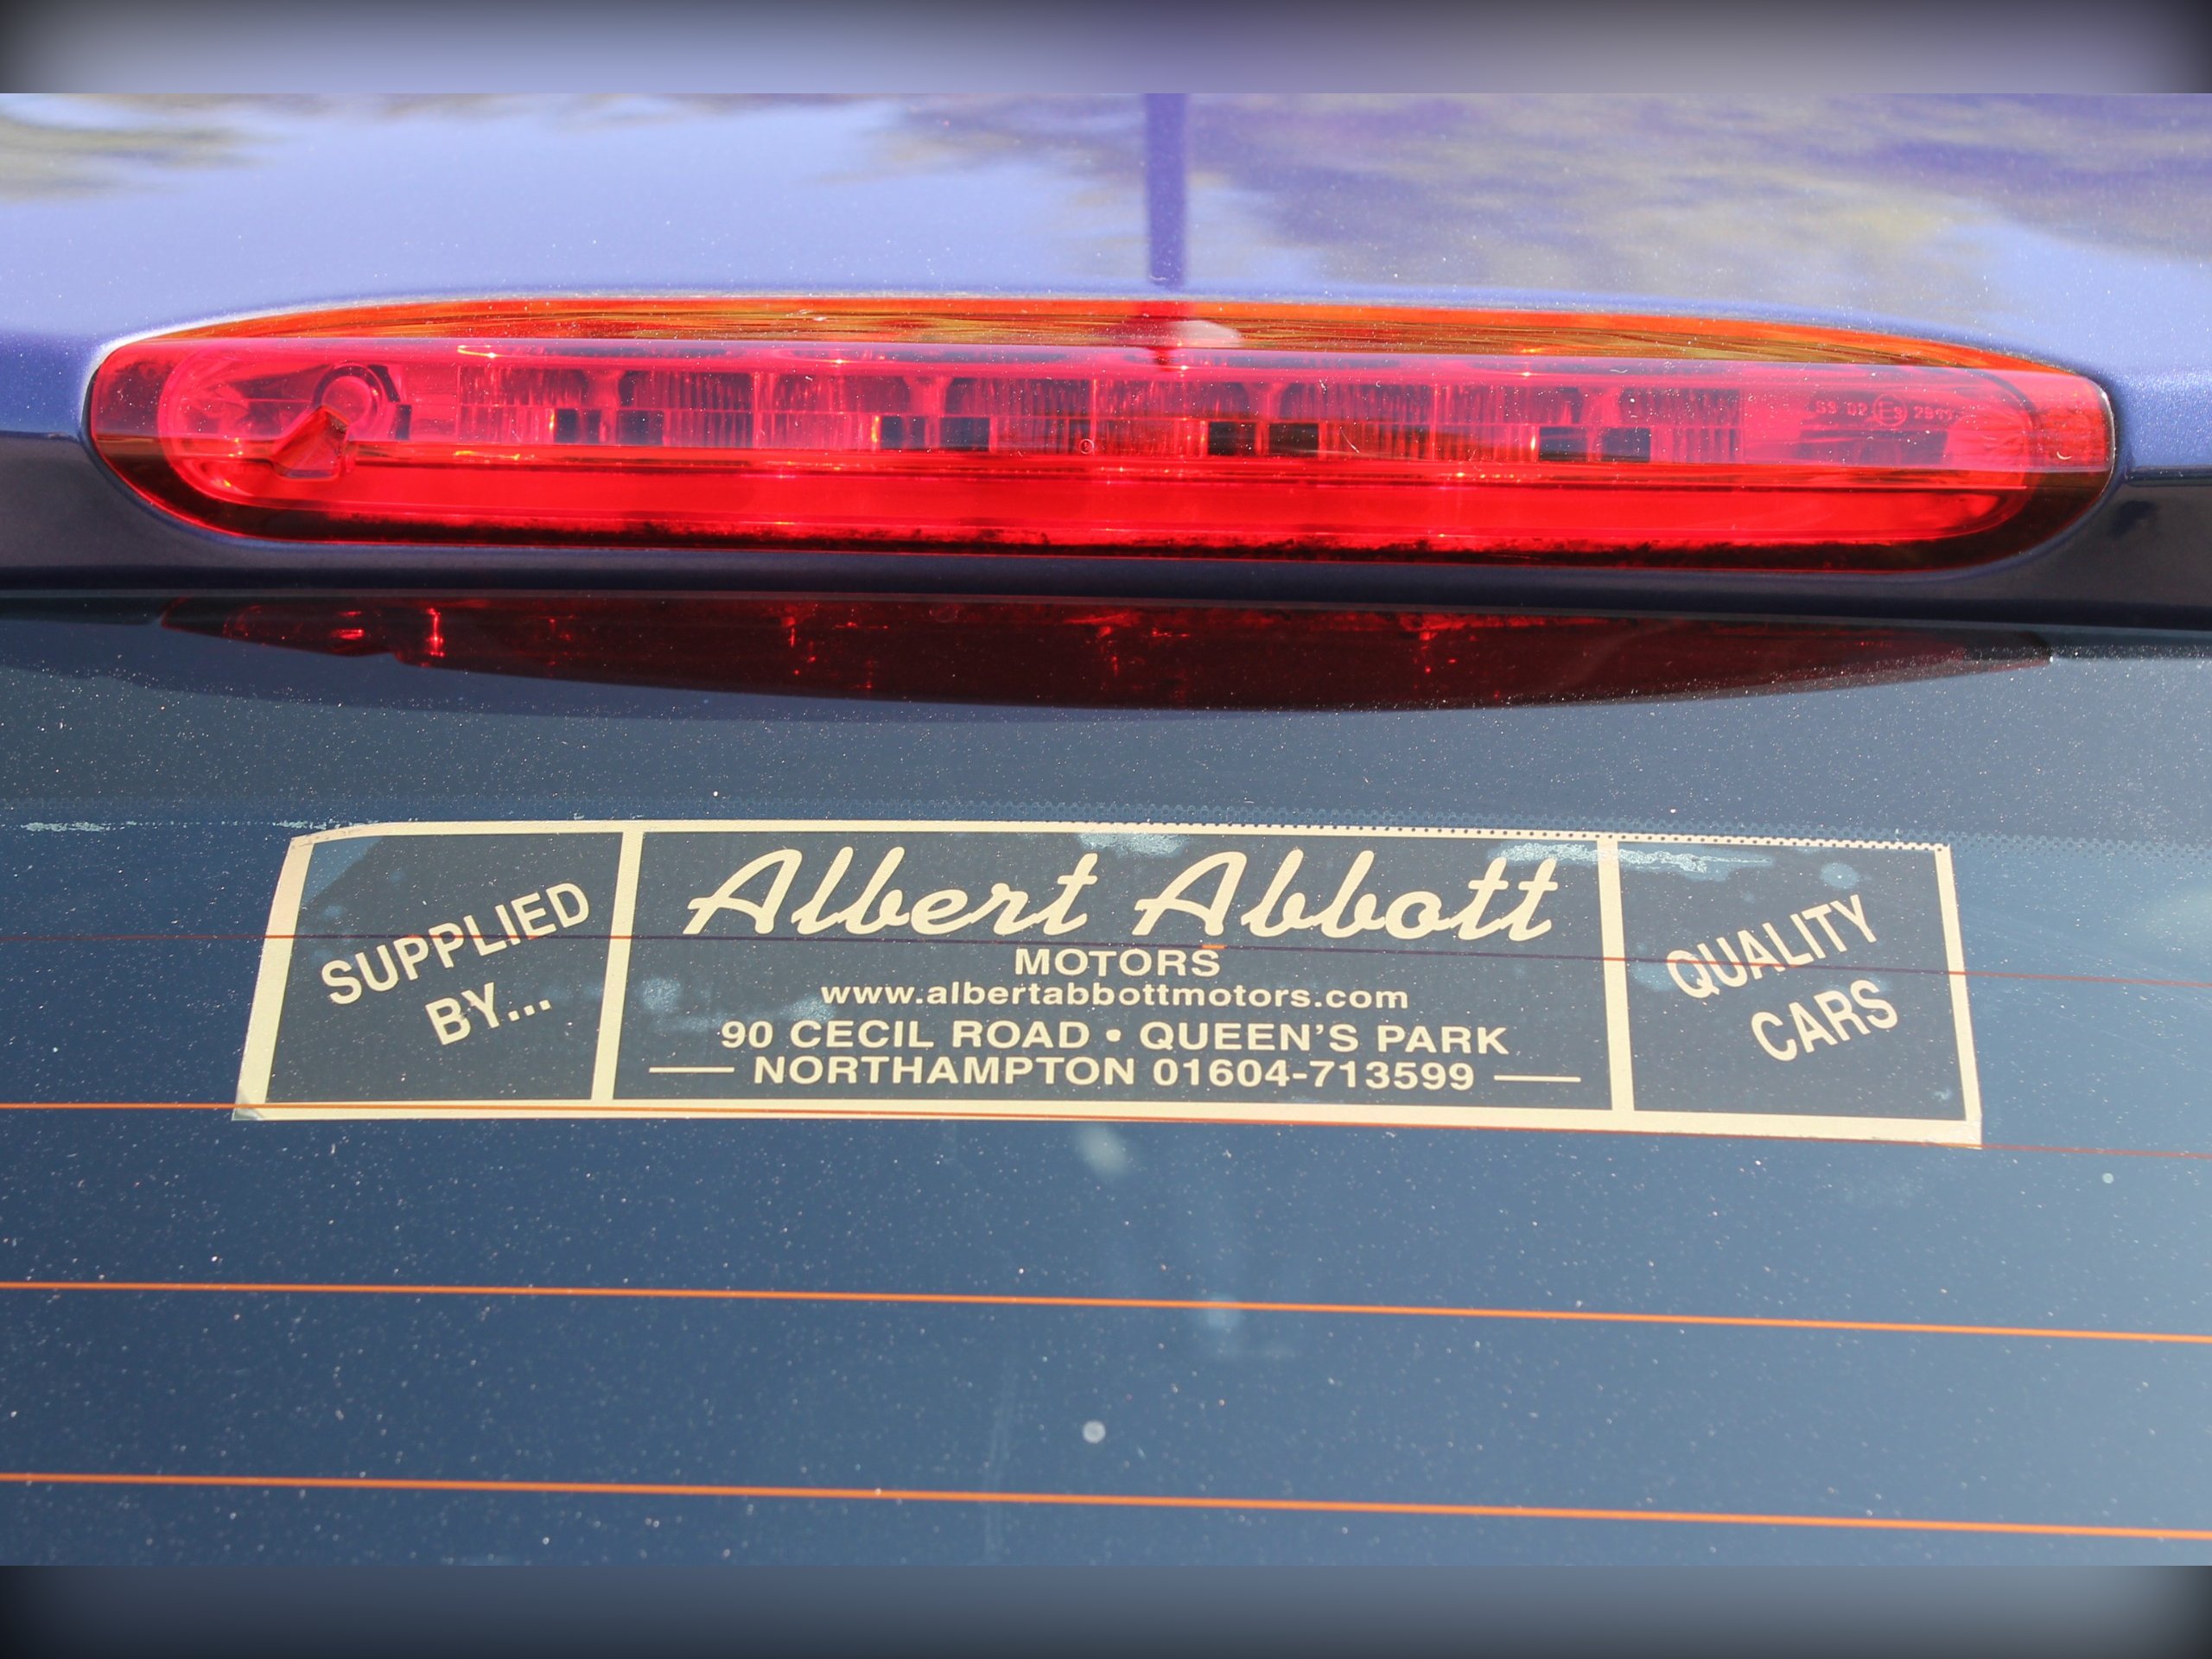 SUPPLIED
BY...
Albert Abbott
MOTORS
www.albertabbottmotors.com
90 CECIL ROAD • QUEEN'S PARK
NORTHAMPTON 01604-713599
QUALITY
CARS